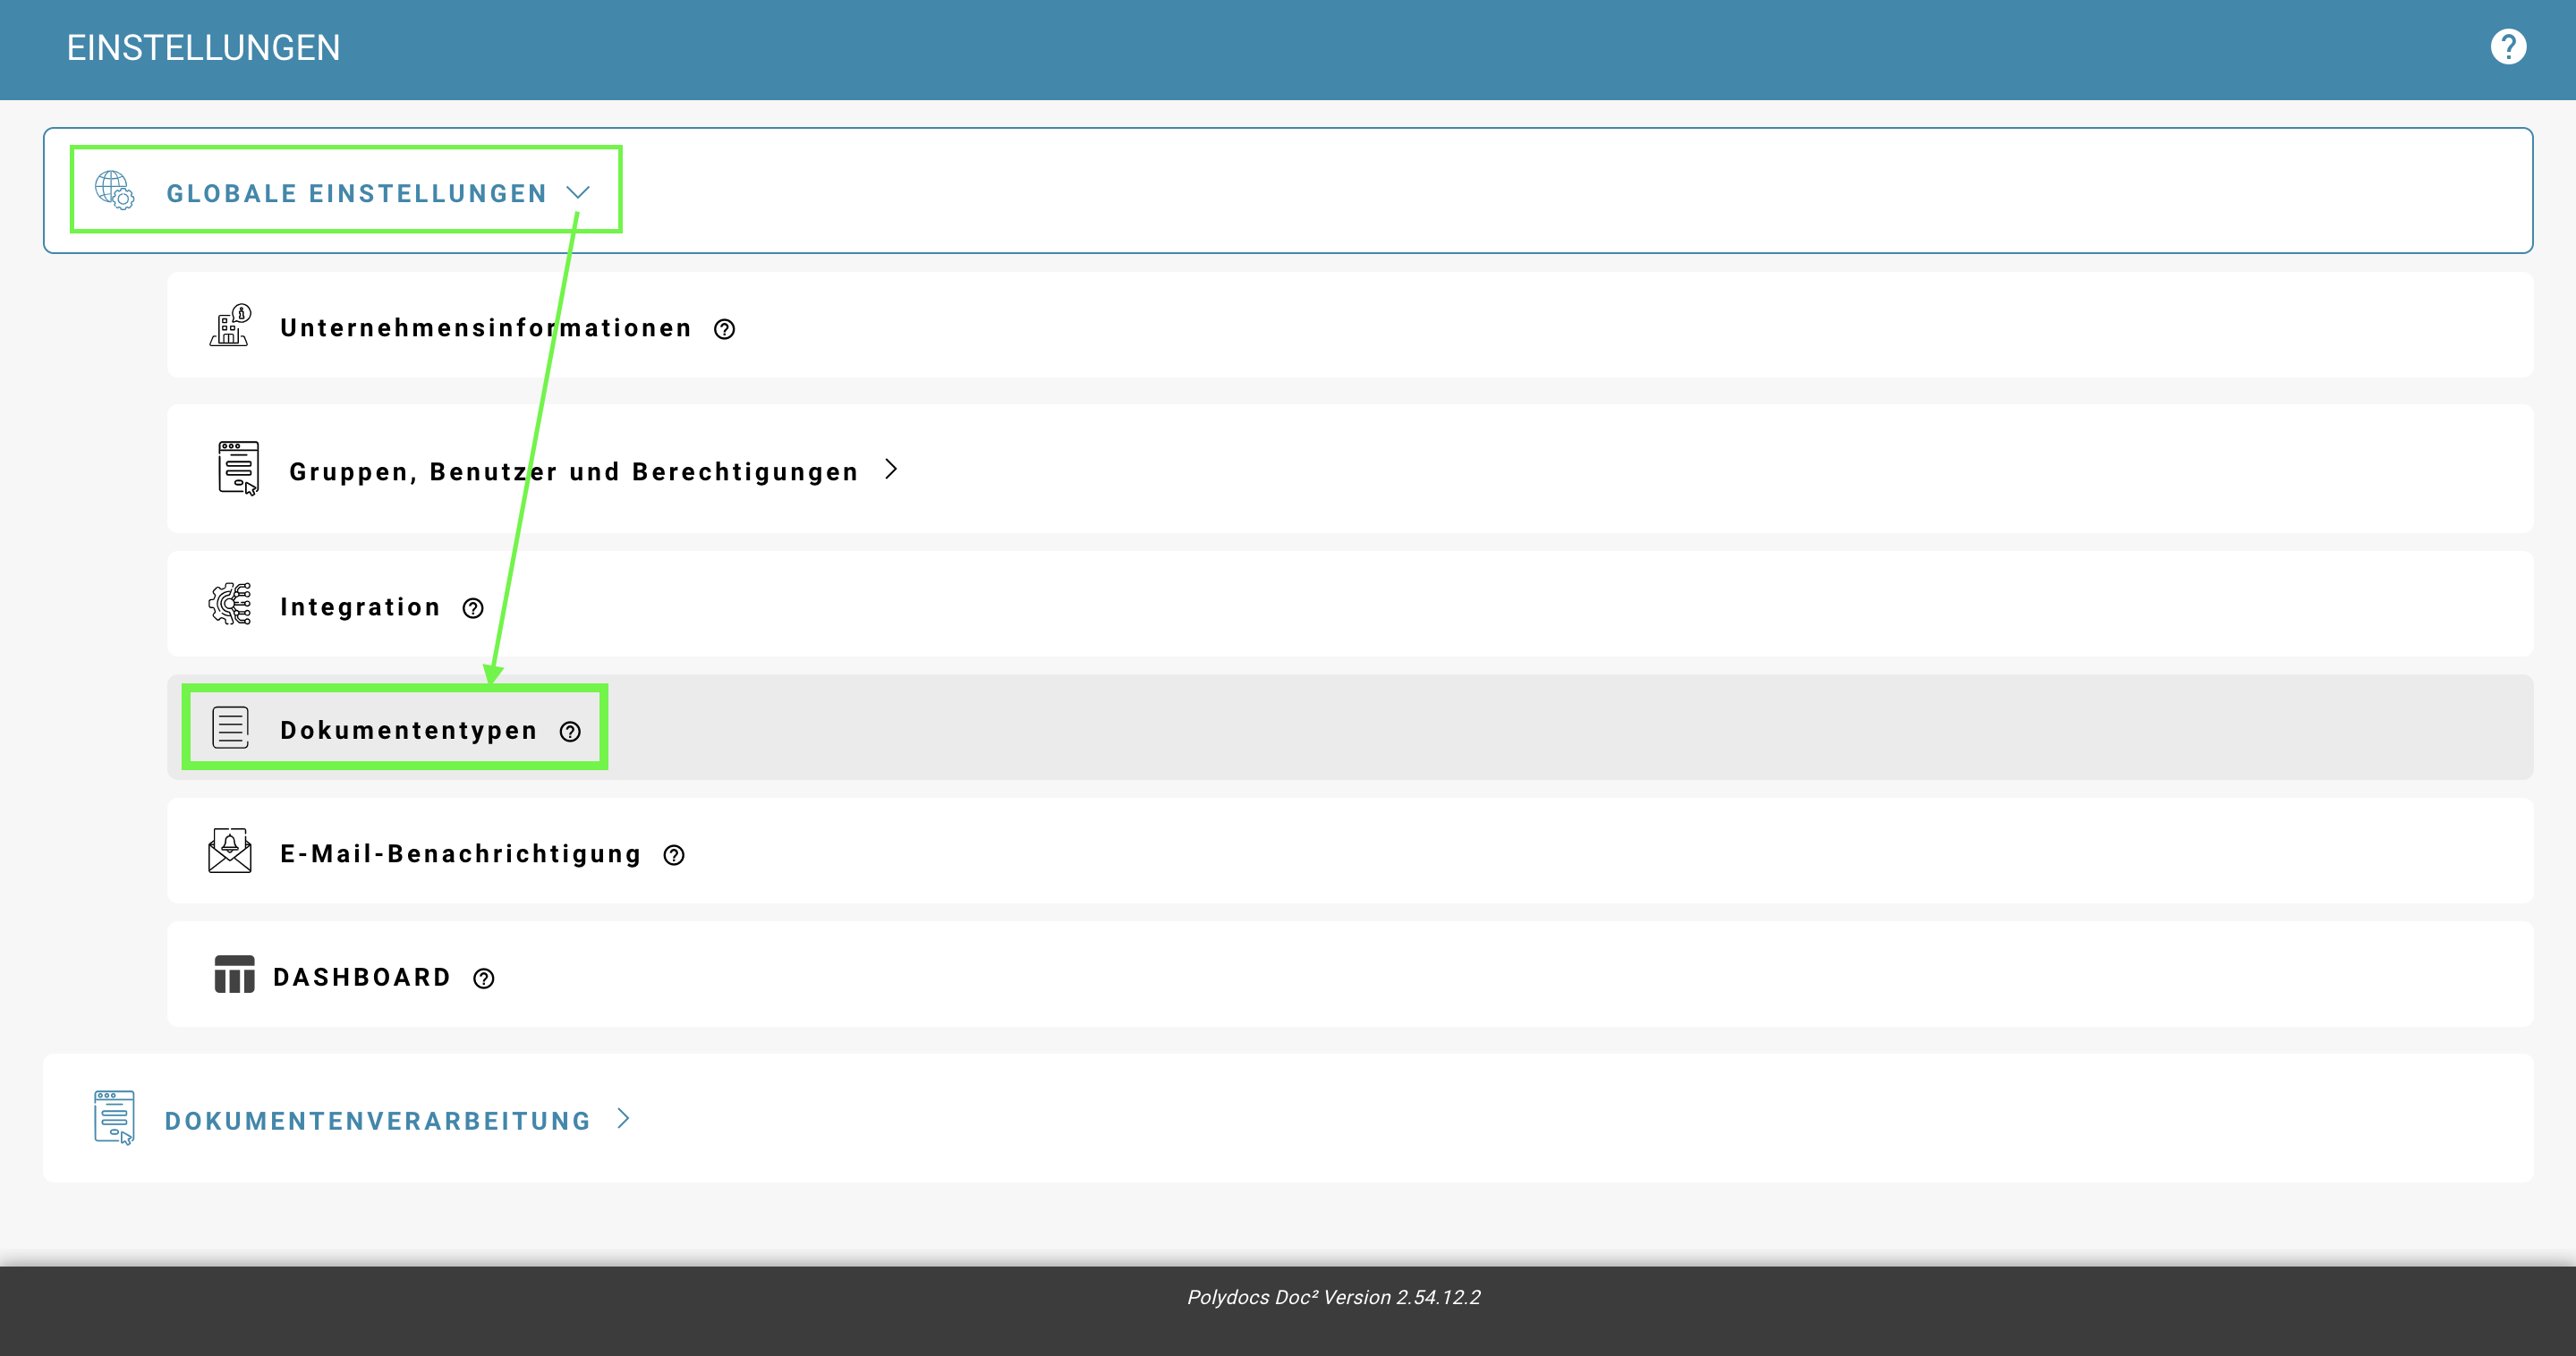 EINSTELLUNGEN
GLOBALE EINSTELLUNGEN
Unternehmensinformationen
Gruppen, Benutzer und Berechtigungen
Integration
Dokumententypen
E-Mail-Benachrichtigung
DASHBOARD
DOKUMENTENVERARBEITUNG
Polydocs Doc² Version 2.54.12.2